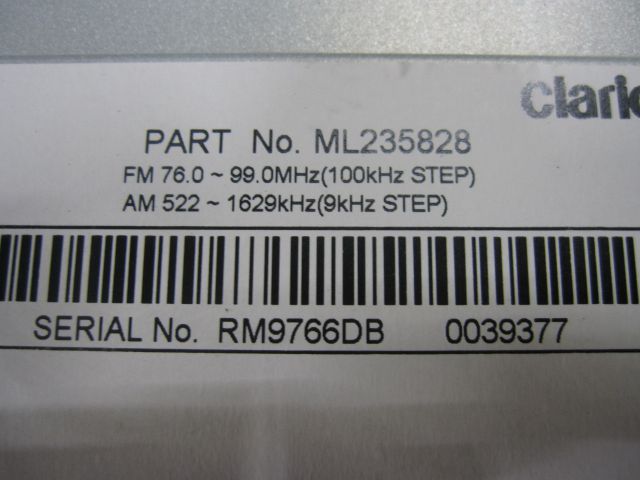 Clario
PART No. ML235828
FM 76.0 ~ 99.0MHz(100kHz STEP)
AM 522 ~ 1629kHz(9kHz STEP)
SERIAL No. RM9766DB 0039377